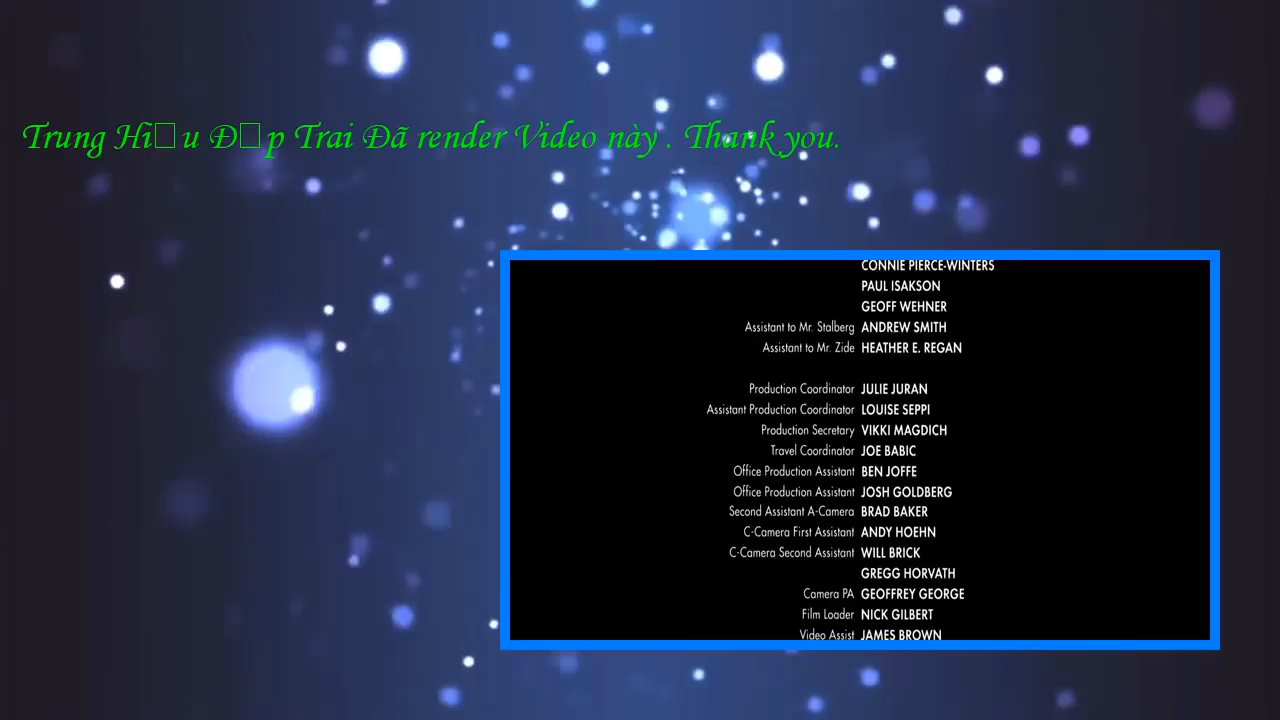 Trung Hi□u Đ□p Trai Đã render Video này . Thank you.
CONNIE PIERCE-WINTERS
PAUL ISAKSON
GEOFF WEHNER
Assistant to Mr. Stalberg ANDREW SMITH
Assistant to Mr. Zide HEATHER E. REGAN
Production Coordinator JULIE JURAN
Assistant Production Coordinator LOUISE SEPPI
Production Secretary VIKKI MAGDICH
Travel Coordinator JOE BABIC
Office Production Assistant BEN JOFFE
Office Production Assistant JOSH GOLDBERG
Second Assistant A-Camera BRAD BAKER
C-Camera First Assistant ANDY HOEHN
C-Camera Second Assistant WILL BRICK
GREGG HORVATH
Camera PA GEOFFREY GEORGE
Film Loader NICK GILBERT
Video Assist JAMES BROWN